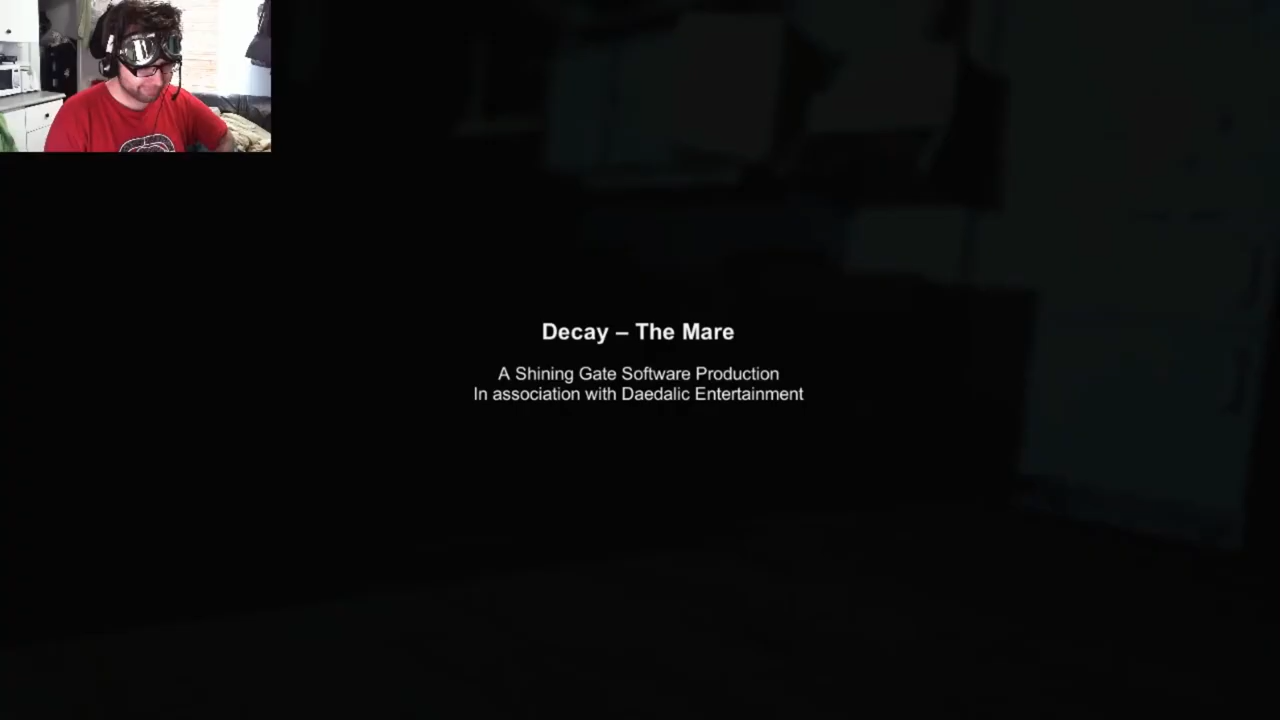 Decay – The Mare
A Shining Gate Software Production
In association with Daedalic Entertainment